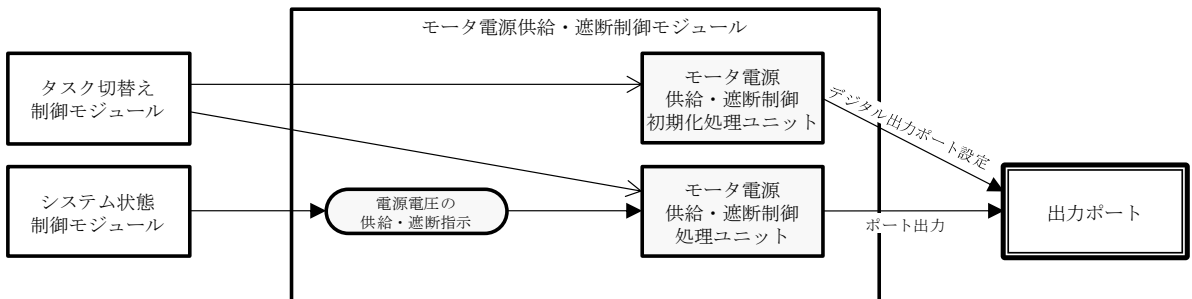 モータ電源供給・遮断制御モジュール
タスク切替え
制御モジュール
モータ電源
供給・遮断制御
初期化処理ユニット
デジタル出力ポート設定
システム状態
制御モジュール
電源電圧の
供給・遮断指示
モータ電源
供給・遮断制御
処理ユニット
ポート出力
出力ポート